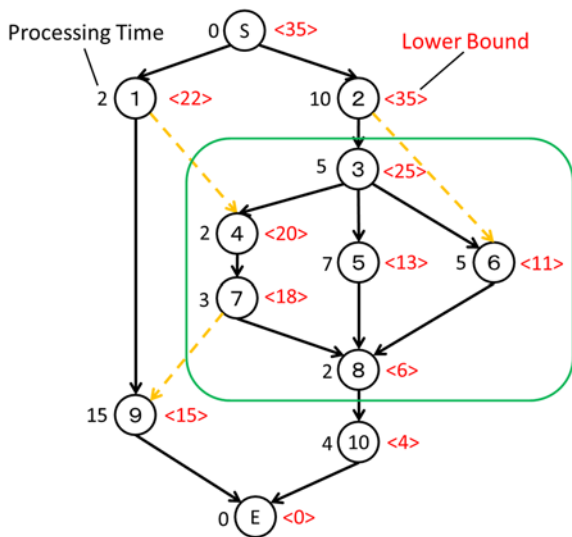 0 S <35>
Processing Time
Lower Bound
2 1 <22>
10 2 <35>
5 3 <25>
2 4 <20>
7 5 <13>
5 6 <11>
3 7 <18>
2 8 <6>
15 9 <15>
4 10 <4>
0 E <0>